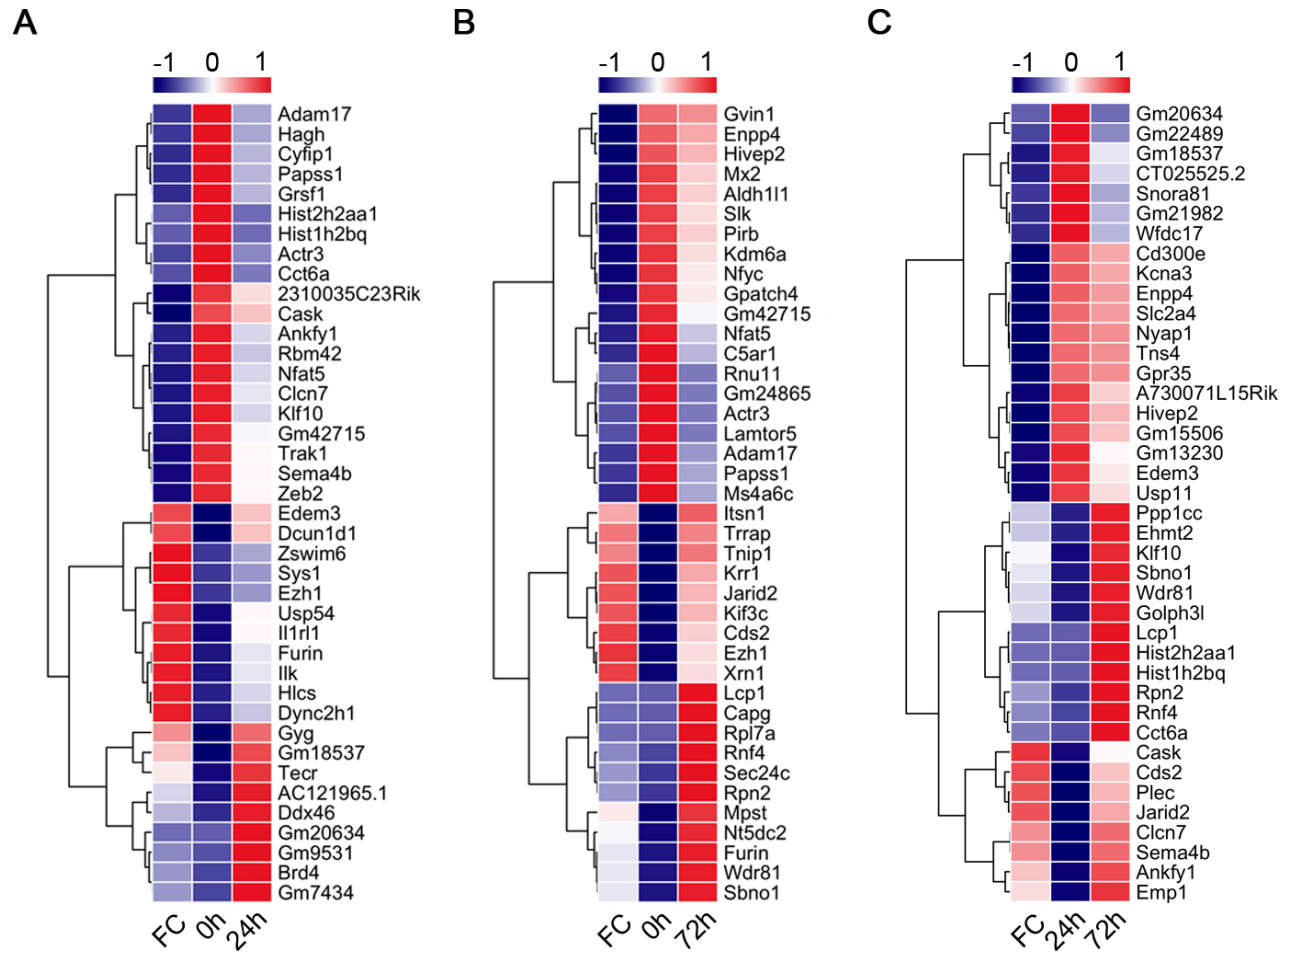 A
-1 0 1
Adam17
Hagh
Cyfip1
Papss1
Grsf1
Hist2h2aa1
Hist1h2bq
Actr3
Cct6a
2310035C23Rik
Cask
Ankfy1
Rbm42
Nfat5
Clcn7
Klf10
Gm42715
Trak1
Sema4b
Zeb2
Edem3
Dcun1d1
Zswim6
Sys1
Ezh1
Usp54
Il1rl1
Furin
Ilk
Hlcs
Dync2h1
Gyg
Gm18537
Tecr
AC121965.1
Ddx46
Gm20634
Gm9531
Brd4
Gm7434
FC 0h 24h
B
-1 0 1
Gvin1
Enpp4
Hivep2
Mx2
Aldh1l1
Slk
Pirb
Kdm6a
Nfyc
Gpatch4
Gm42715
Nfat5
C5ar1
Rnu11
Gm24865
Actr3
Lamtor5
Adam17
Papss1
Ms4a6c
Itsn1
Trrap
Tnip1
Krr1
Jarid2
Kif3c
Cds2
Ezh1
Xrn1
Lcp1
Capg
Rpl7a
Rnf4
Sec24c
Rpn2
Mpst
Nt5dc2
Furin
Wdr81
Sbno1
FC 0h 72h
C
-1 0 1
Gm20634
Gm22489
Gm18537
CT025525.2
Snora81
Gm21982
Wfdc17
Cd300e
Kcna3
Enpp4
Slc2a4
Nyap1
Tns4
Gpr35
A730071L15Rik
Hivep2
Gm15506
Gm13230
Edem3
Usp11
Ppp1cc
Ehmt2
Klf10
Sbno1
Wdr81
Golph3l
Lcp1
Hist2h2aa1
Hist1h2bq
Rpn2
Rnf4
Cct6a
Cask
Cds2
Plec
Jarid2
Clcn7
Sema4b
Ankfy1
Emp1
FC 24h 72h